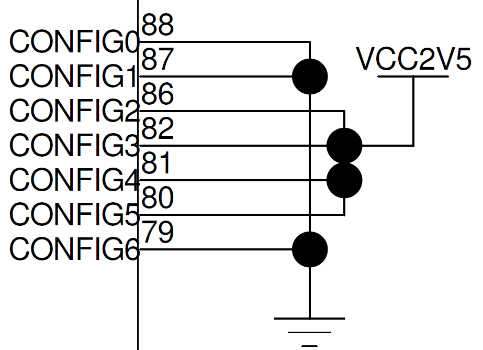 CONFIG0 88
CONFIG1 87
VCC2V5
CONFIG2 86
CONFIG3 82
CONFIG4 81
CONFIG5 80
CONFIG6 79